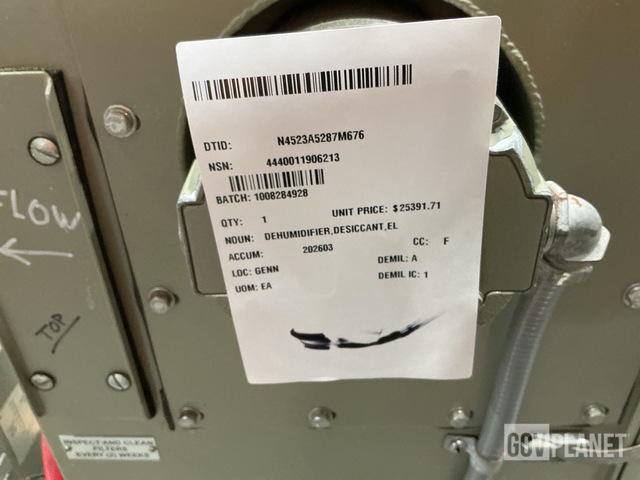 DTID: N4523A5287M676
NSN: 4440011906213
BATCH: 1008284928
QTY: 1 UNIT PRICE: $25391.71
NOUN: DEHUMIDIFIER,DESICCANT,EL
ACCUM: 202603 CC: F
LOC: GENN DEMIL: A
UOM: EA DEMIL IC: 1
FLOW
TOP
INSPECT AND CLEAN
FILTERS
EVERY (2) WEEKS
GOVPLANET